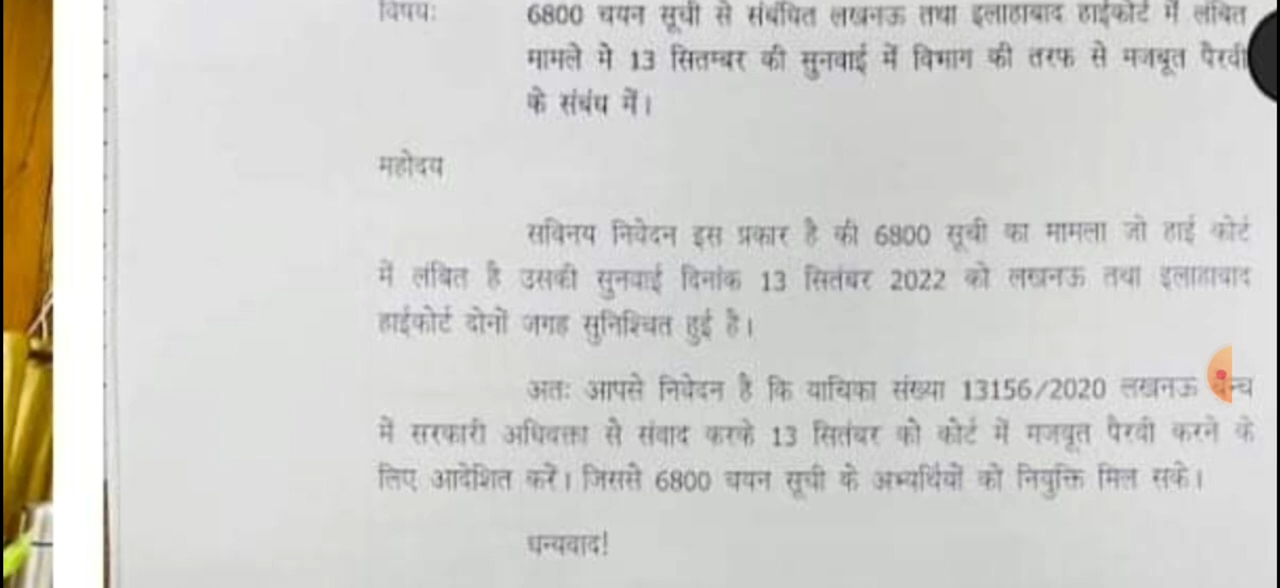 विषय: 6800 चयन सूची से संबंधित लखनऊ तथा इलाहाबाद हाईकोर्ट में लंबित
मामले मे 13 सितम्बर की सुनवाई में विभाग की तरफ से मजबूत पैरवी
के संबंध में।
महोदय
सविनय निवेदन इस प्रकार है की 6800 सूची का मामला जो हाई कोर्ट
में लंबित है उसकी सुनवाई दिनांक 13 सितंबर 2022 को लखनऊ तथा इलाहाबाद
हाईकोर्ट दोनों जगह सुनिश्चित हुई है।
अतः आपसे निवेदन है कि याचिका संख्या 13156/2020 लखनऊ बेन्च
में सरकारी अधिवक्ता से संवाद करके 13 सितंबर को कोर्ट में मजबूत पैरवी करने के
लिए आदेशित करें। जिससे 6800 चयन सूची के अभ्यर्थियों को नियुक्ति मिल सके।
धन्यवाद!